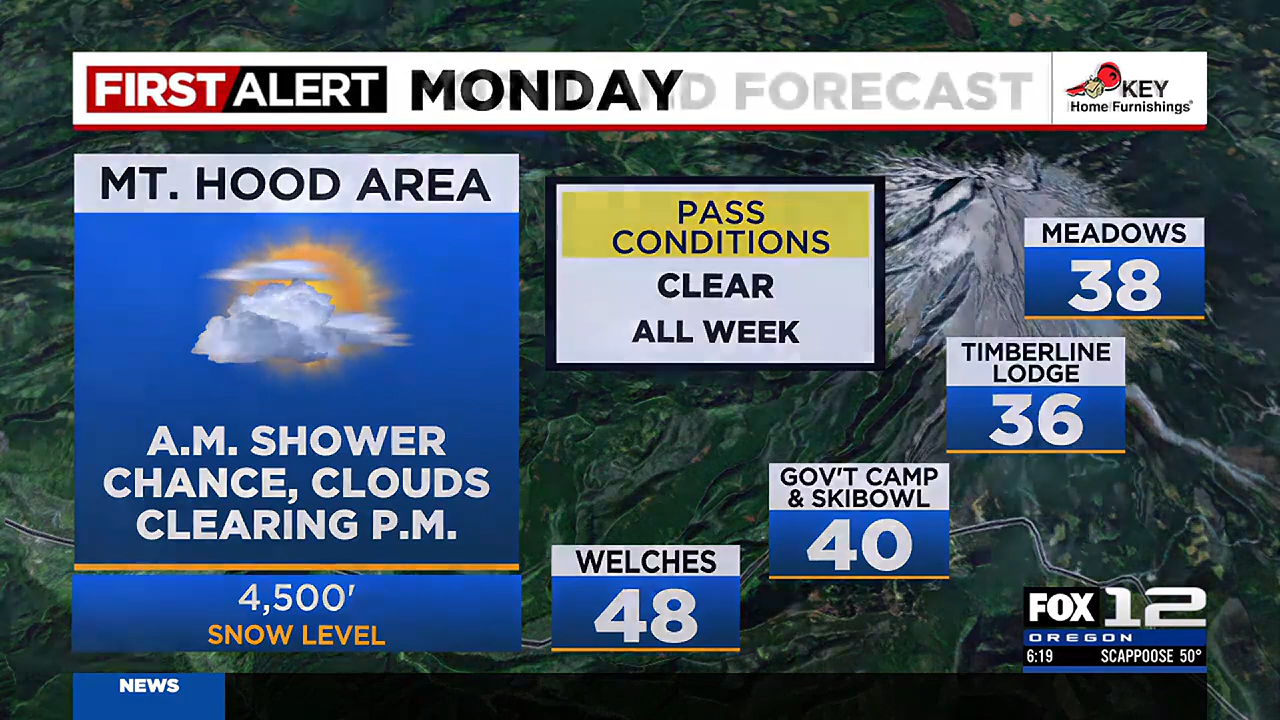 FIRST ALERT MONDAY FORECAST
KEY
Home Furnishings
MT. HOOD AREA
A.M. SHOWER
CHANCE, CLOUDS
CLEARING P.M.
4,500'
SNOW LEVEL
PASS
CONDITIONS
CLEAR
ALL WEEK
MEADOWS
38
TIMBERLINE
LODGE
36
GOV'T CAMP
& SKIBOWL
40
WELCHES
48
FOX 12
OREGON
6:19 SCAPPOOSE 50°
NEWS